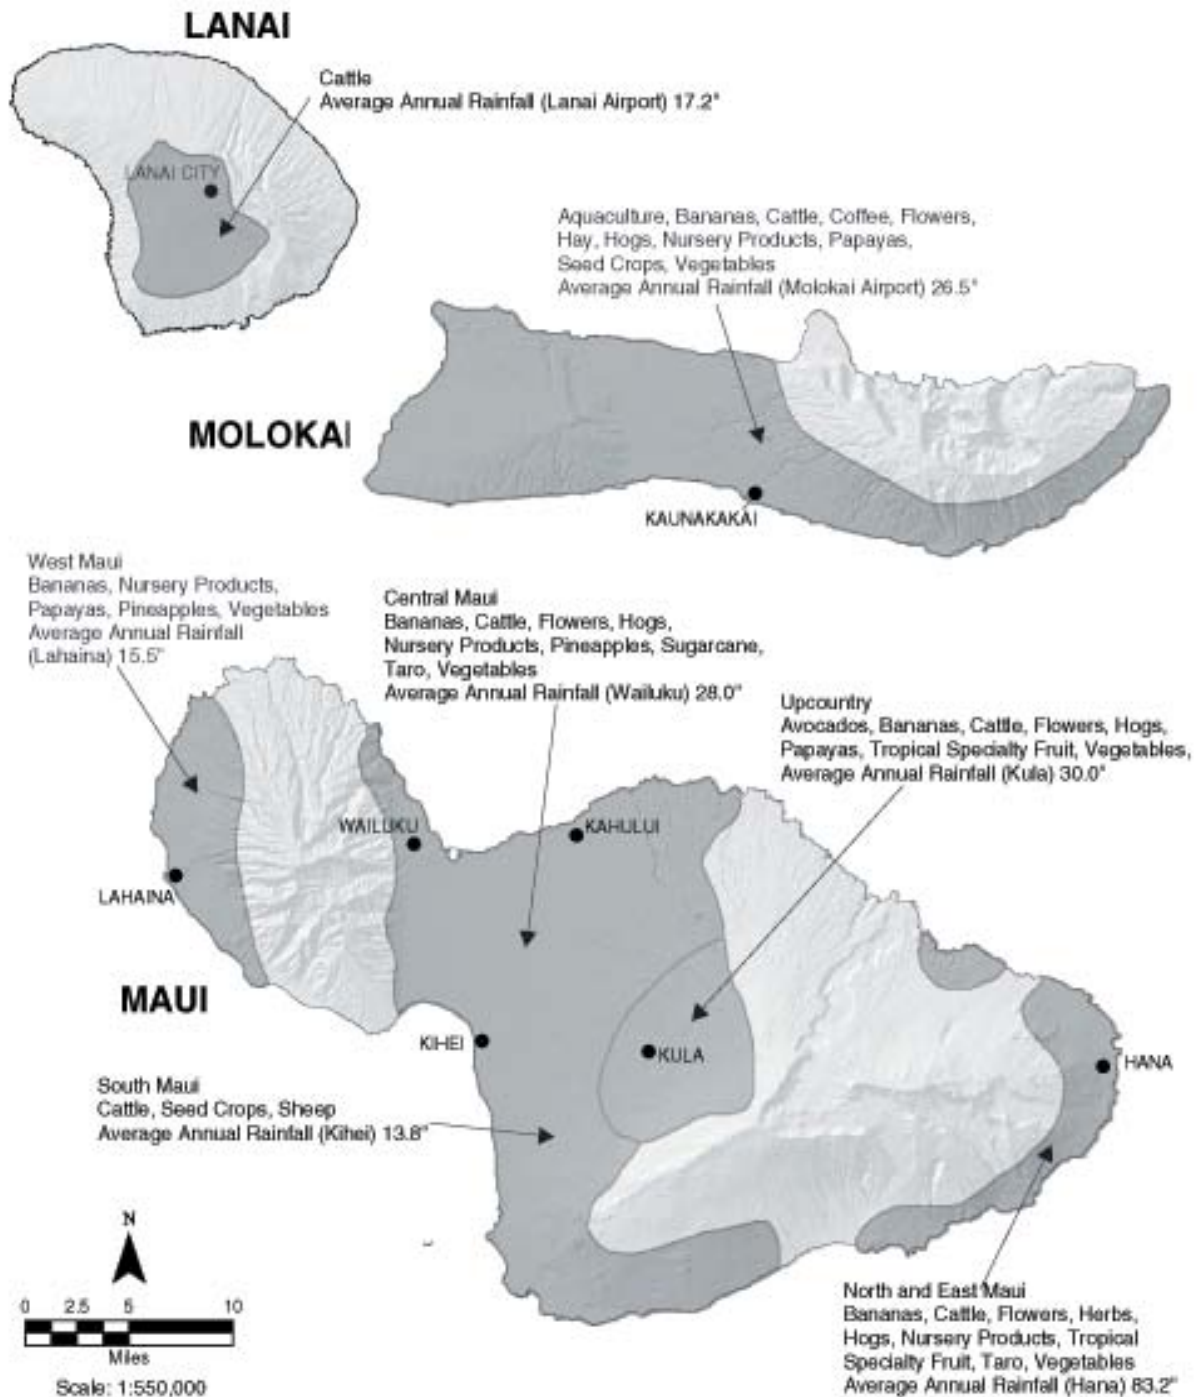 LANAI
Cattle
Average Annual Rainfall (Lanai Airport) 17.2"
LANAI CITY
Aquaculture, Bananas, Cattle, Coffee, Flowers,
Hay, Hogs, Nursery Products, Papayas,
Seed Crops, Vegetables
Average Annual Rainfall (Molokai Airport) 26.5"
MOLOKAI
KAUNAKAKAI
West Maui
Bananas, Nursery Products,
Papayas, Pineapples, Vegetables
Average Annual Rainfall
(Lahaina) 15.5"
Central Maui
Bananas, Cattle, Flowers, Hogs,
Nursery Products, Pineapples, Sugarcane,
Taro, Vegetables
Average Annual Rainfall (Wailuku) 28.0"
Upcountry
Avocados, Bananas, Cattle, Flowers, Hogs,
Papayas, Tropical Specialty Fruit, Vegetables,
Average Annual Rainfall (Kula) 30.0"
WAILUKU
KAHULUI
LAHAINA
MAUI
KIHEI
KULA
HANA
South Maui
Cattle, Seed Crops, Sheep
Average Annual Rainfall (Kihei) 13.8"
N
0 2.5 5 10
Miles
Scale: 1:550,000
North and East Maui
Bananas, Cattle, Flowers, Herbs,
Hogs, Nursery Products, Tropical
Specialty Fruit, Taro, Vegetables
Average Annual Rainfall (Hana) 83.2"